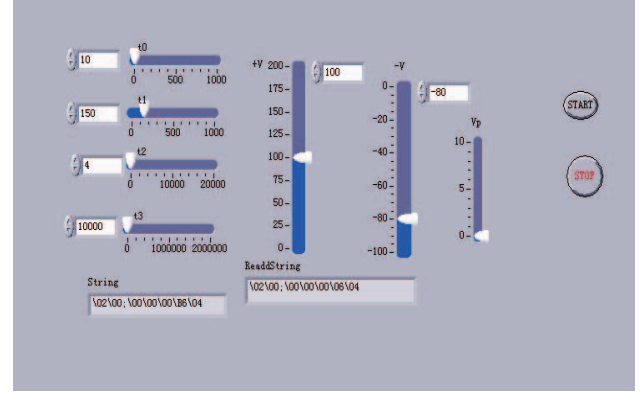 t0
10
0 500 1000
t1
150
0 500 1000
t2
4
0 10000 20000
t3
10000
0 1000000 2000000
+V
200
175
150
125
100
75
50
25
0
100
-V
0
-20
-40
-60
-80
-100
-80
Vp
10
5
0
START
STOP
String
\02\00;\00\00\00\B6\04
ReaddString
\02\00;\00\00\00\06\04